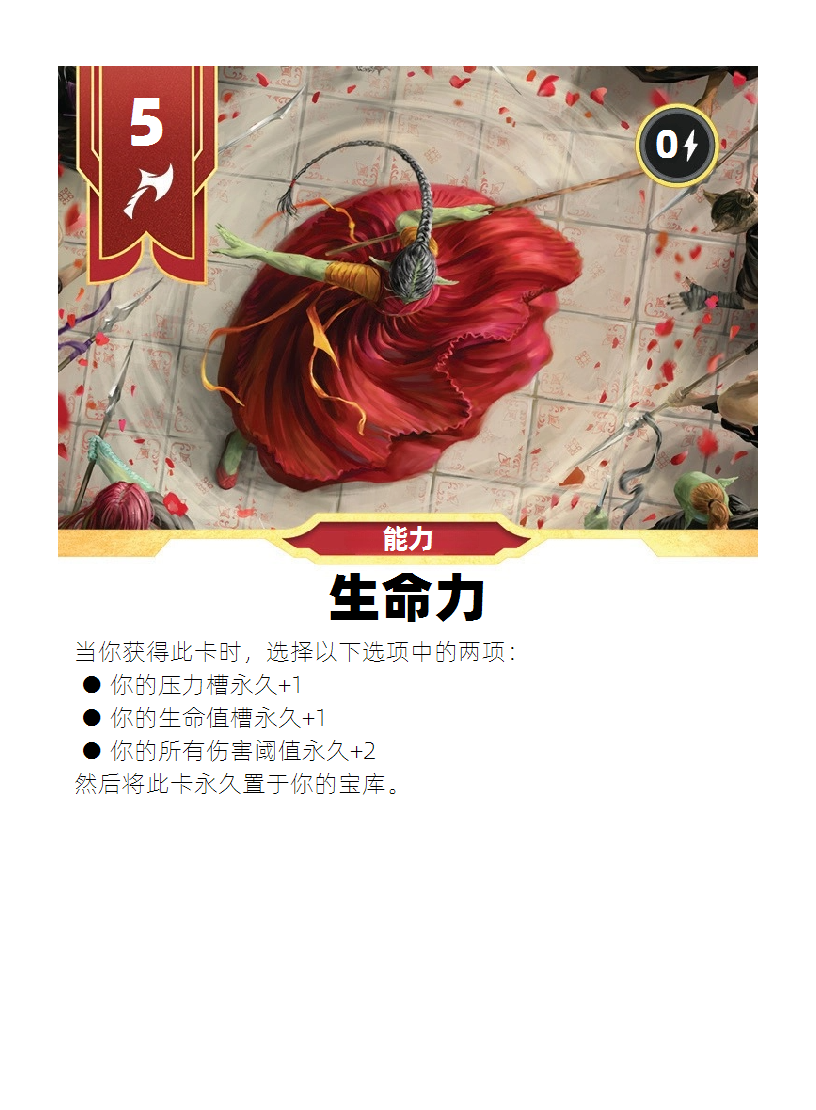 5
0
能力
生命力
当你获得此卡时，选择以下选项中的两项：
● 你的压力槽永久+1
● 你的生命值槽永久+1
● 你的所有伤害阈值永久+2
然后将此卡永久置于你的宝库。